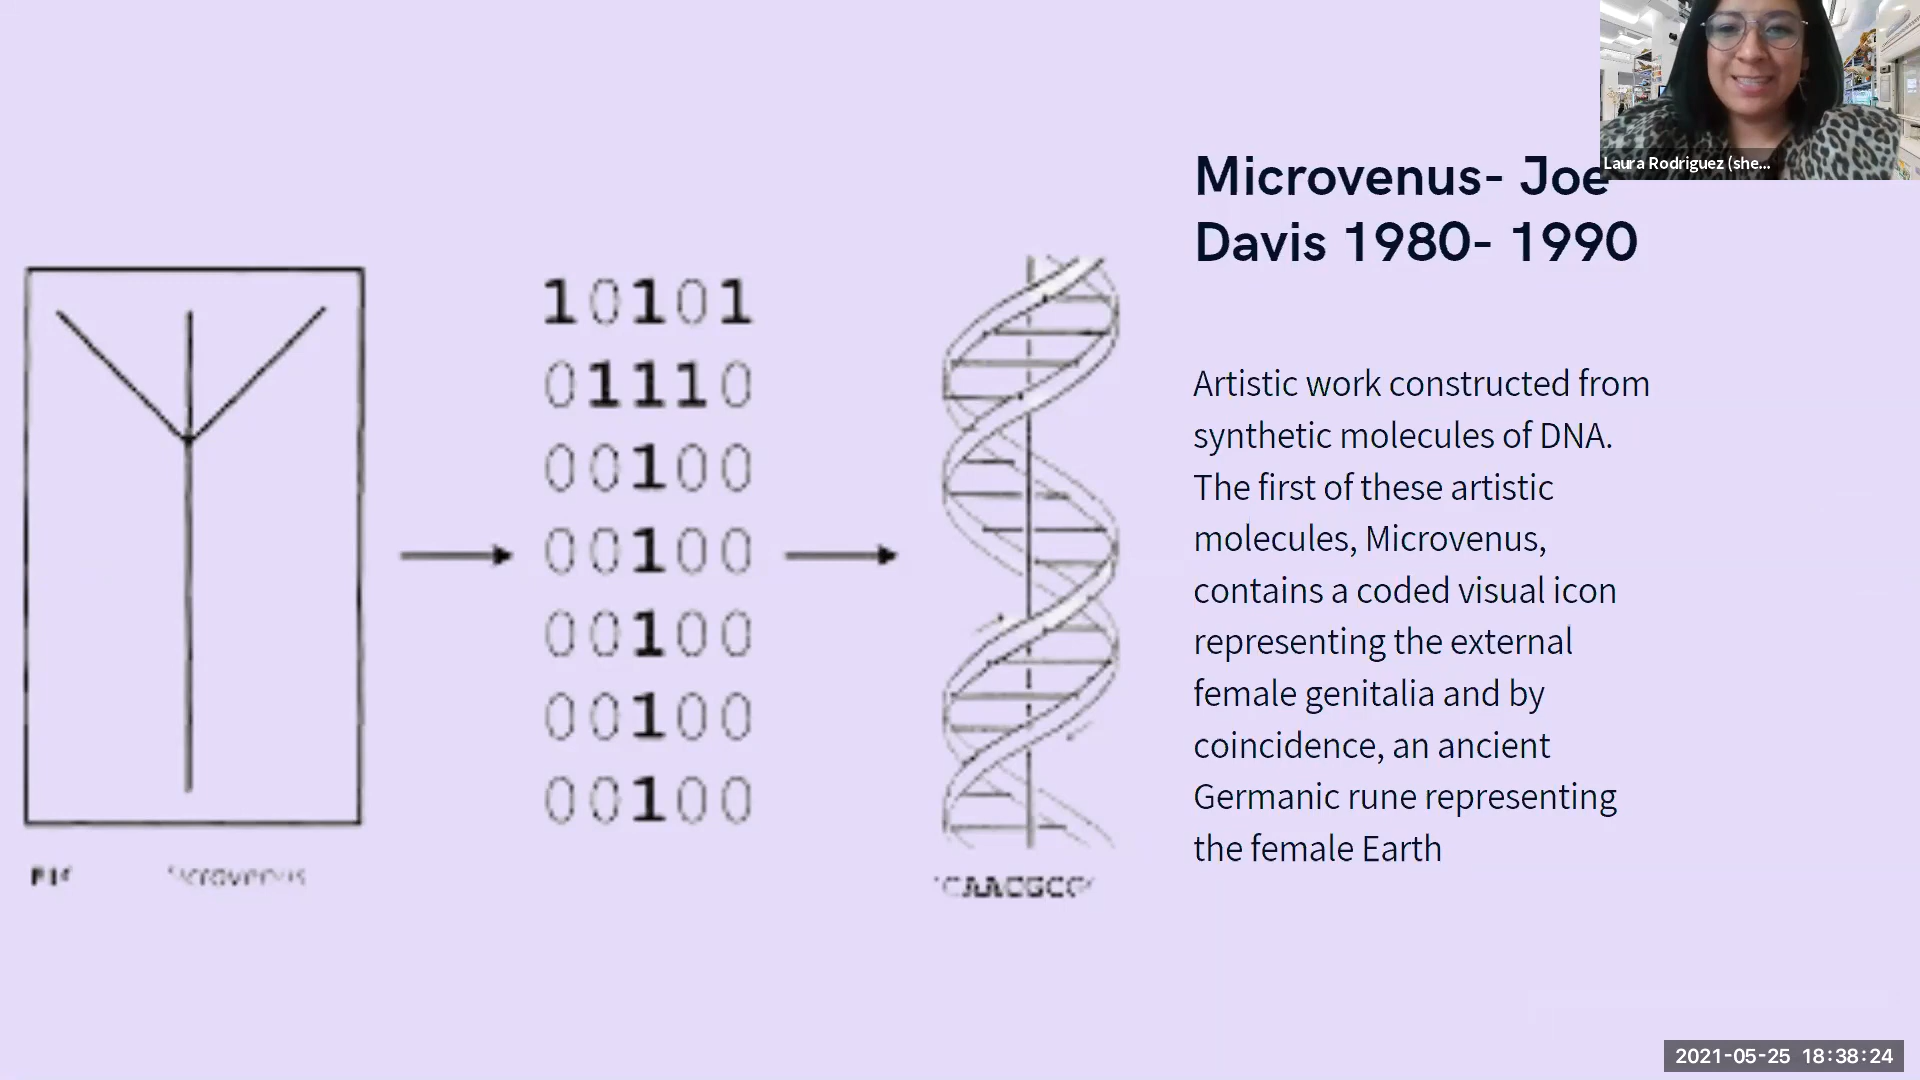 Laura Rodriguez (she...
Microvenus- Joe
Davis 1980- 1990
10101
01110
00100
00100
00100
00100
00100
Artistic work constructed from
synthetic molecules of DNA.
The first of these artistic
molecules, Microvenus,
contains a coded visual icon
representing the external
female genitalia and by
coincidence, an ancient
Germanic rune representing
the female Earth
CAACGCC
2021-05-25 18:38:24